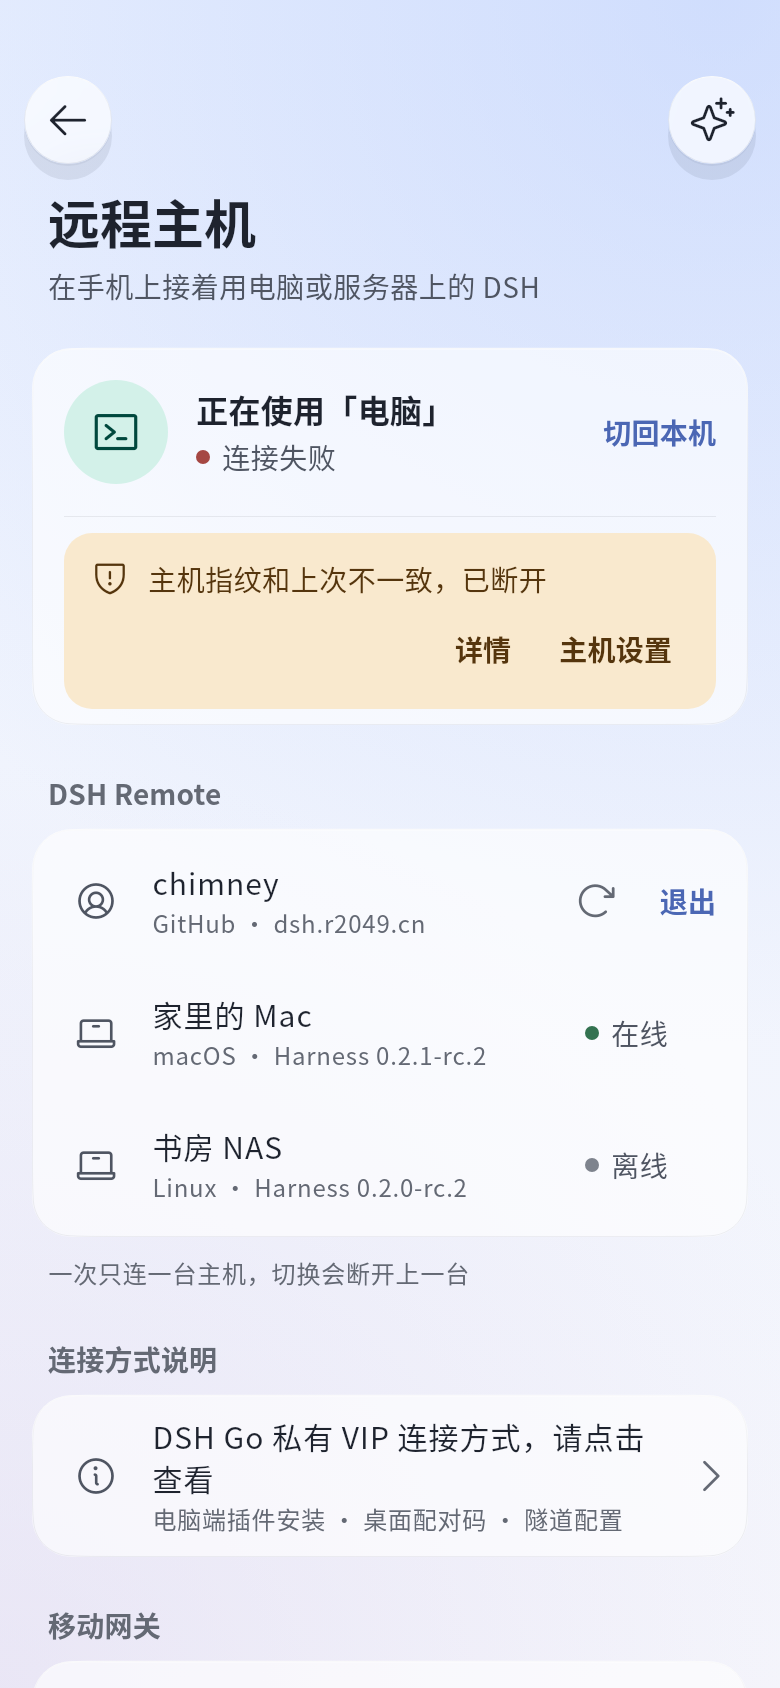 远程主机
在手机上接着用电脑或服务器上的 DSH
正在使用「电脑」
连接失败
切回本机
主机指纹和上次不一致，已断开
详情 主机设置
DSH Remote
chimney
GitHub • dsh.r2049.cn
退出
家里的 Mac
macOS • Harness 0.2.1-rc.2
在线
书房 NAS
Linux • Harness 0.2.0-rc.2
离线
一次只连一台主机，切换会断开上一台
连接方式说明
DSH Go 私有 VIP 连接方式，请点击
查看
电脑端插件安装 • 桌面配对码 • 隧道配置
移动网关